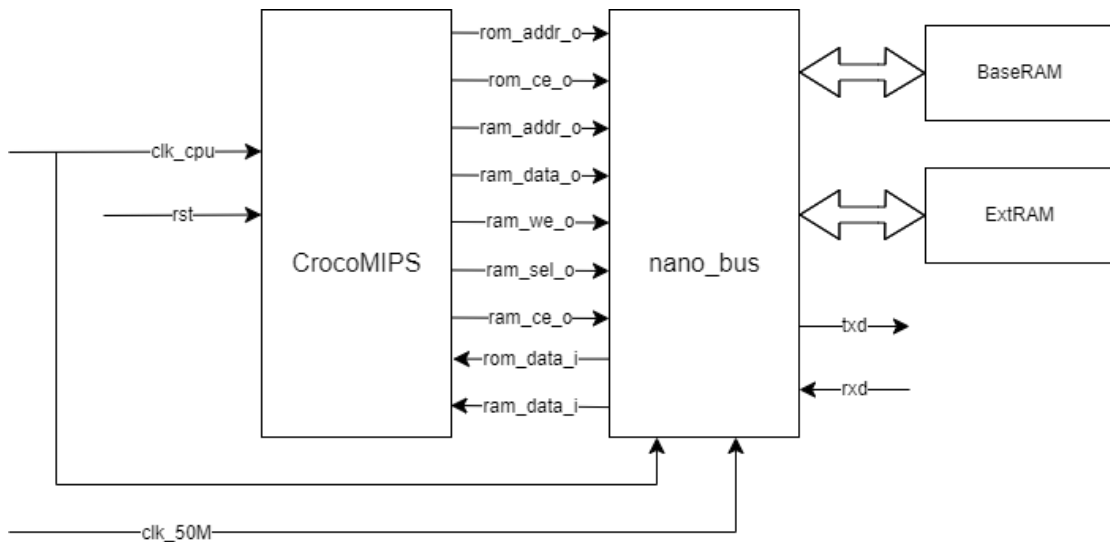 rom_addr_o
rom_ce_o
BaseRAM
ram_addr_o
clk_cpu
ram_data_o
rst
ram_we_o
ExtRAM
CrocoMIPS
ram_sel_o
nano_bus
ram_ce_o
txd
rom_data_i
rxd
ram_data_i
clk_50M